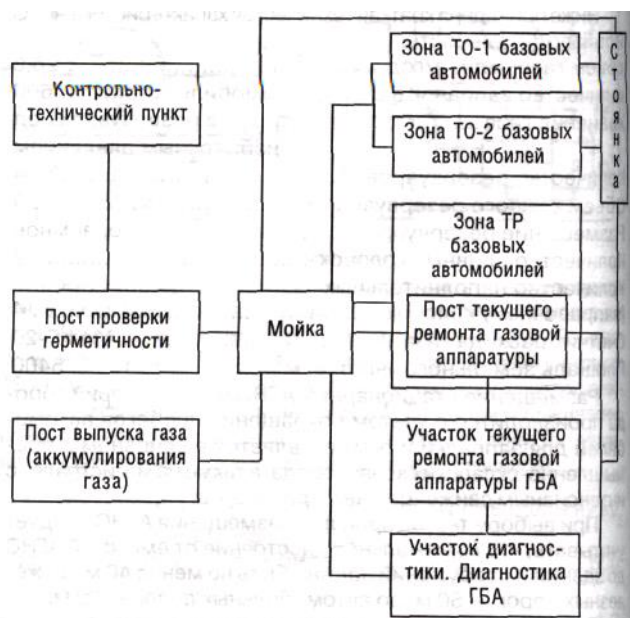 Контрольно-
технический пункт
Зона ТО-1 базовых
автомобилей
Зона ТО-2 базовых
автомобилей
Стоянка
Зона ТР
базовых
автомобилей
Пост проверки
герметичности
Мойка
Пост текущего
ремонта газовой
аппаратуры
Пост выпуска газа
(аккумулирования
газа)
Участок текущего
ремонта газовой
аппаратуры ГБА
Участок диагнос-
тики. Диагностика
ГБА